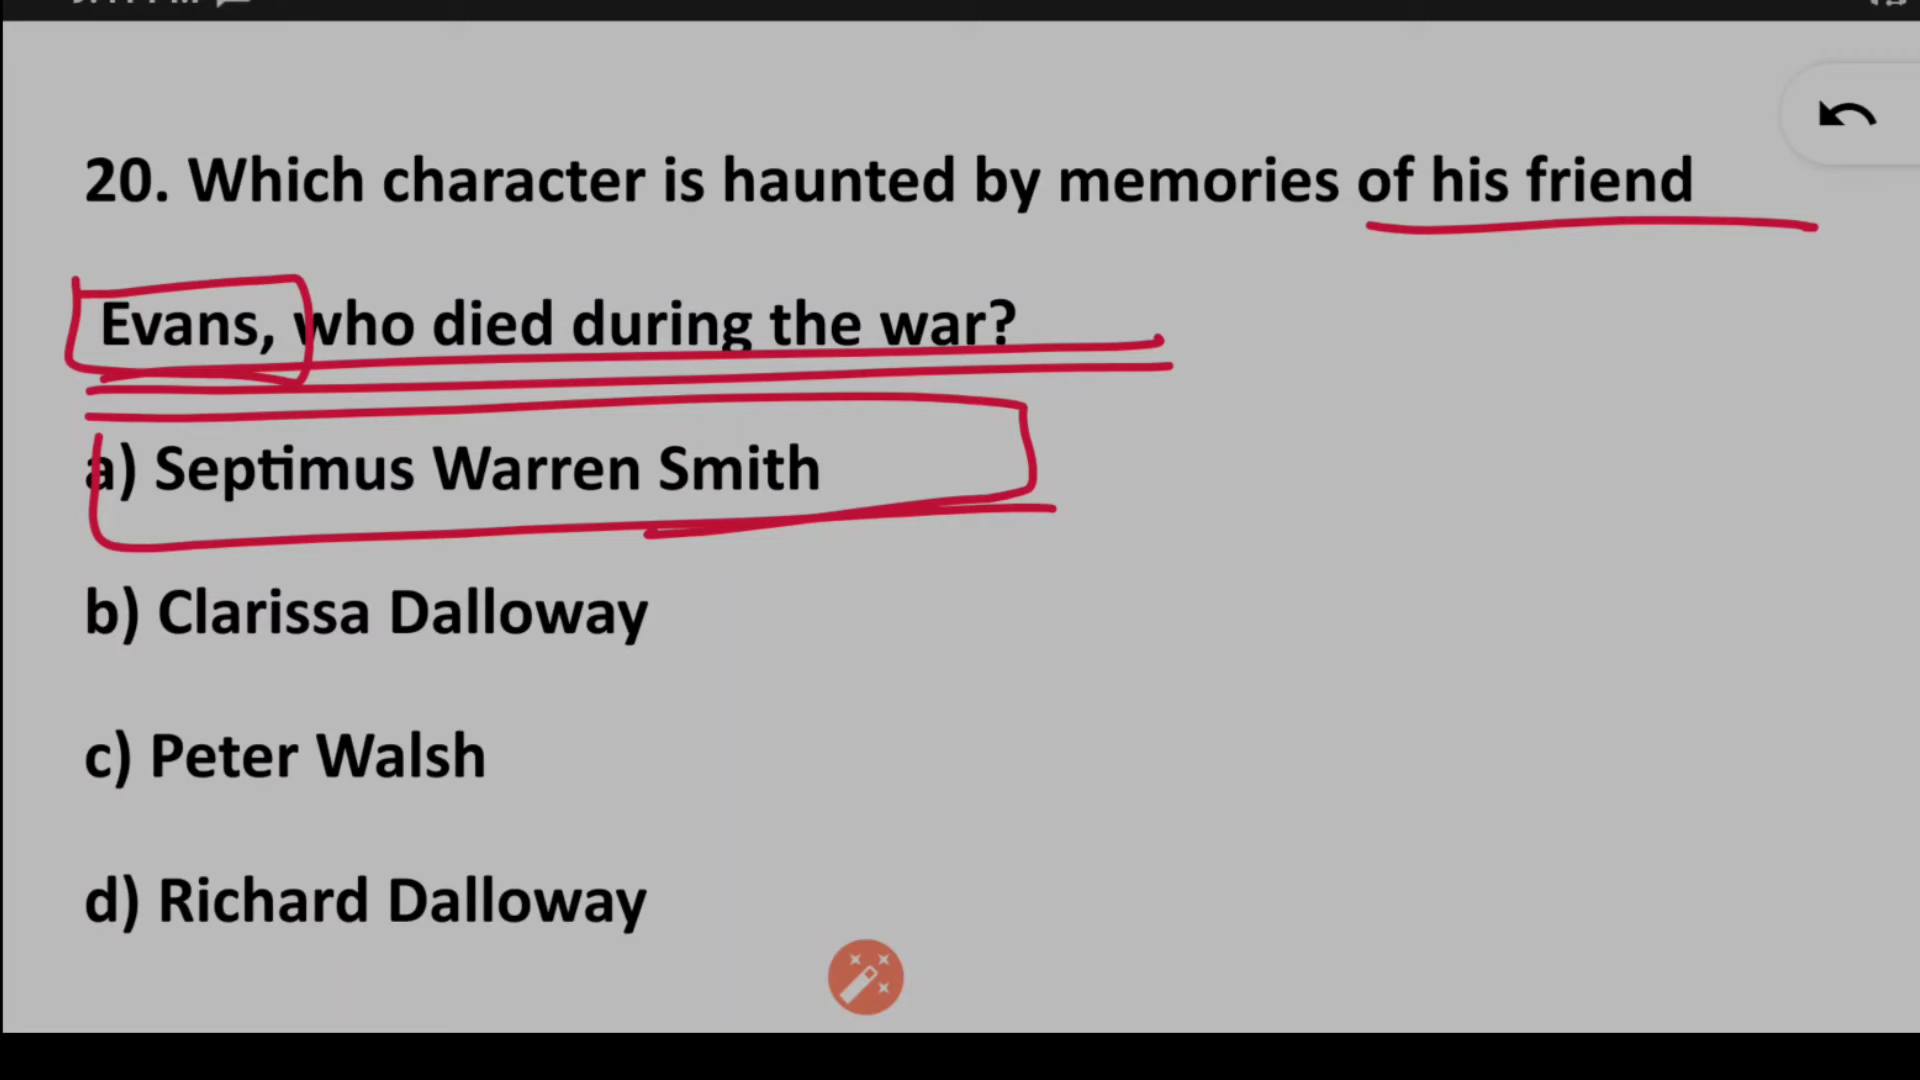 20. Which character is haunted by memories of his friend
Evans, who died during the war?
a) Septimus Warren Smith
b) Clarissa Dalloway
c) Peter Walsh
d) Richard Dalloway